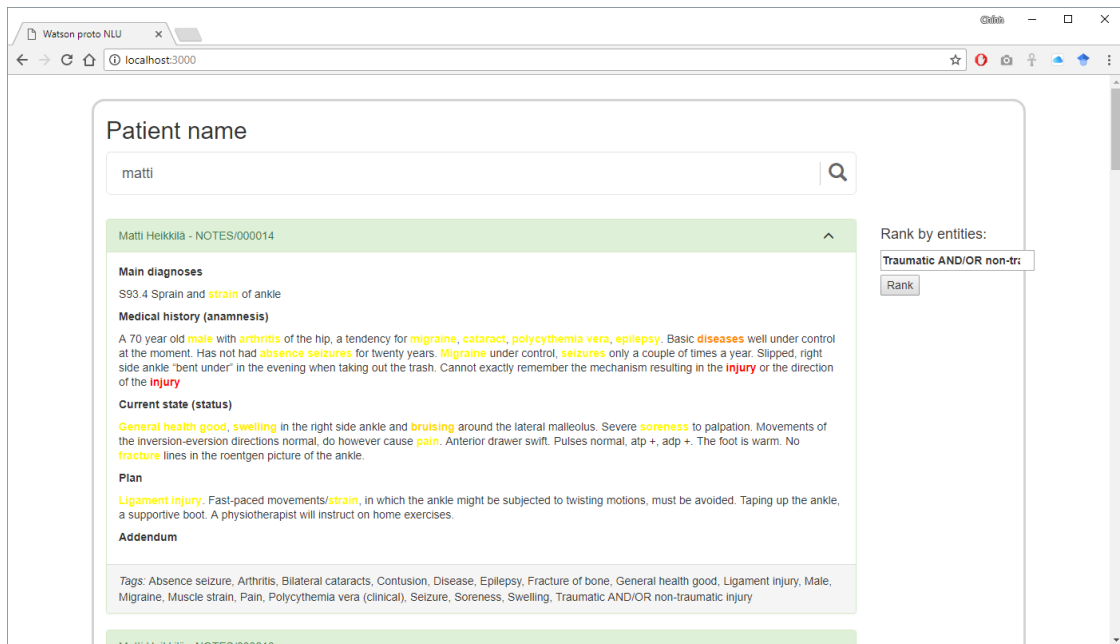 Chinh
Watson proto NLU
localhost:3000
Patient name
matti
Matti Heikkilä - NOTES/000014
Rank by entities:
Traumatic AND/OR non-tra
Rank
Main diagnoses
S93.4 Sprain and strain of ankle
Medical history (anamnesis)
A 70 year old male with arthritis of the hip, a tendency for migraine, cataract, polycythemia vera, epilepsy. Basic diseases well under control
at the moment. Has not had absence seizures for twenty years. Migraine under control, seizures only a couple of times a year. Slipped, right
side ankle “bent under” in the evening when taking out the trash. Cannot exactly remember the mechanism resulting in the injury or the direction
of the injury
Current state (status)
General health good, swelling in the right side ankle and bruising around the lateral malleolus. Severe soreness to palpation. Movements of
the inversion-eversion directions normal, do however cause pain. Anterior drawer swift. Pulses normal, atp +, adp +. The foot is warm. No
fracture lines in the roentgen picture of the ankle.
Plan
Ligament injury. Fast-paced movements/strain, in which the ankle might be subjected to twisting motions, must be avoided. Taping up the ankle,
a supportive boot. A physiotherapist will instruct on home exercises.
Addendum
Tags: Absence seizure, Arthritis, Bilateral cataracts, Contusion, Disease, Epilepsy, Fracture of bone, General health good, Ligament injury, Male,
Migraine, Muscle strain, Pain, Polycythemia vera (clinical), Seizure, Soreness, Swelling, Traumatic AND/OR non-traumatic injury